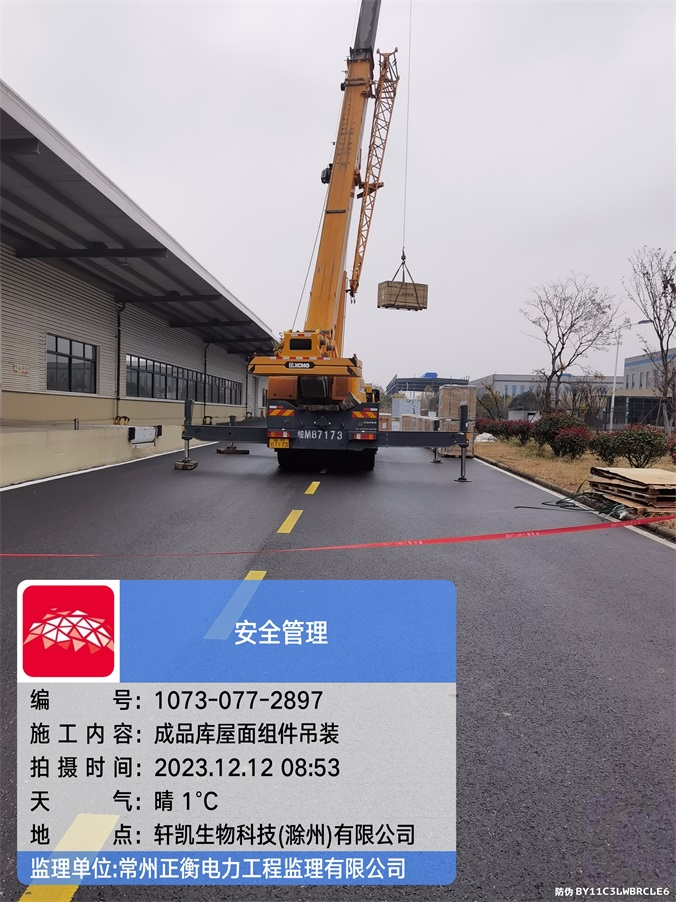 XCMG
皖M87173
安全管理
编号：1073-077-2897
施工内容：成品库屋面组件吊装
拍摄时间：2023.12.12 08:53
天气：晴 1℃
地点：轩凯生物科技(滁州)有限公司
监理单位:常州正衡电力工程监理有限公司
防伪 BY11C3LWBRCLE6